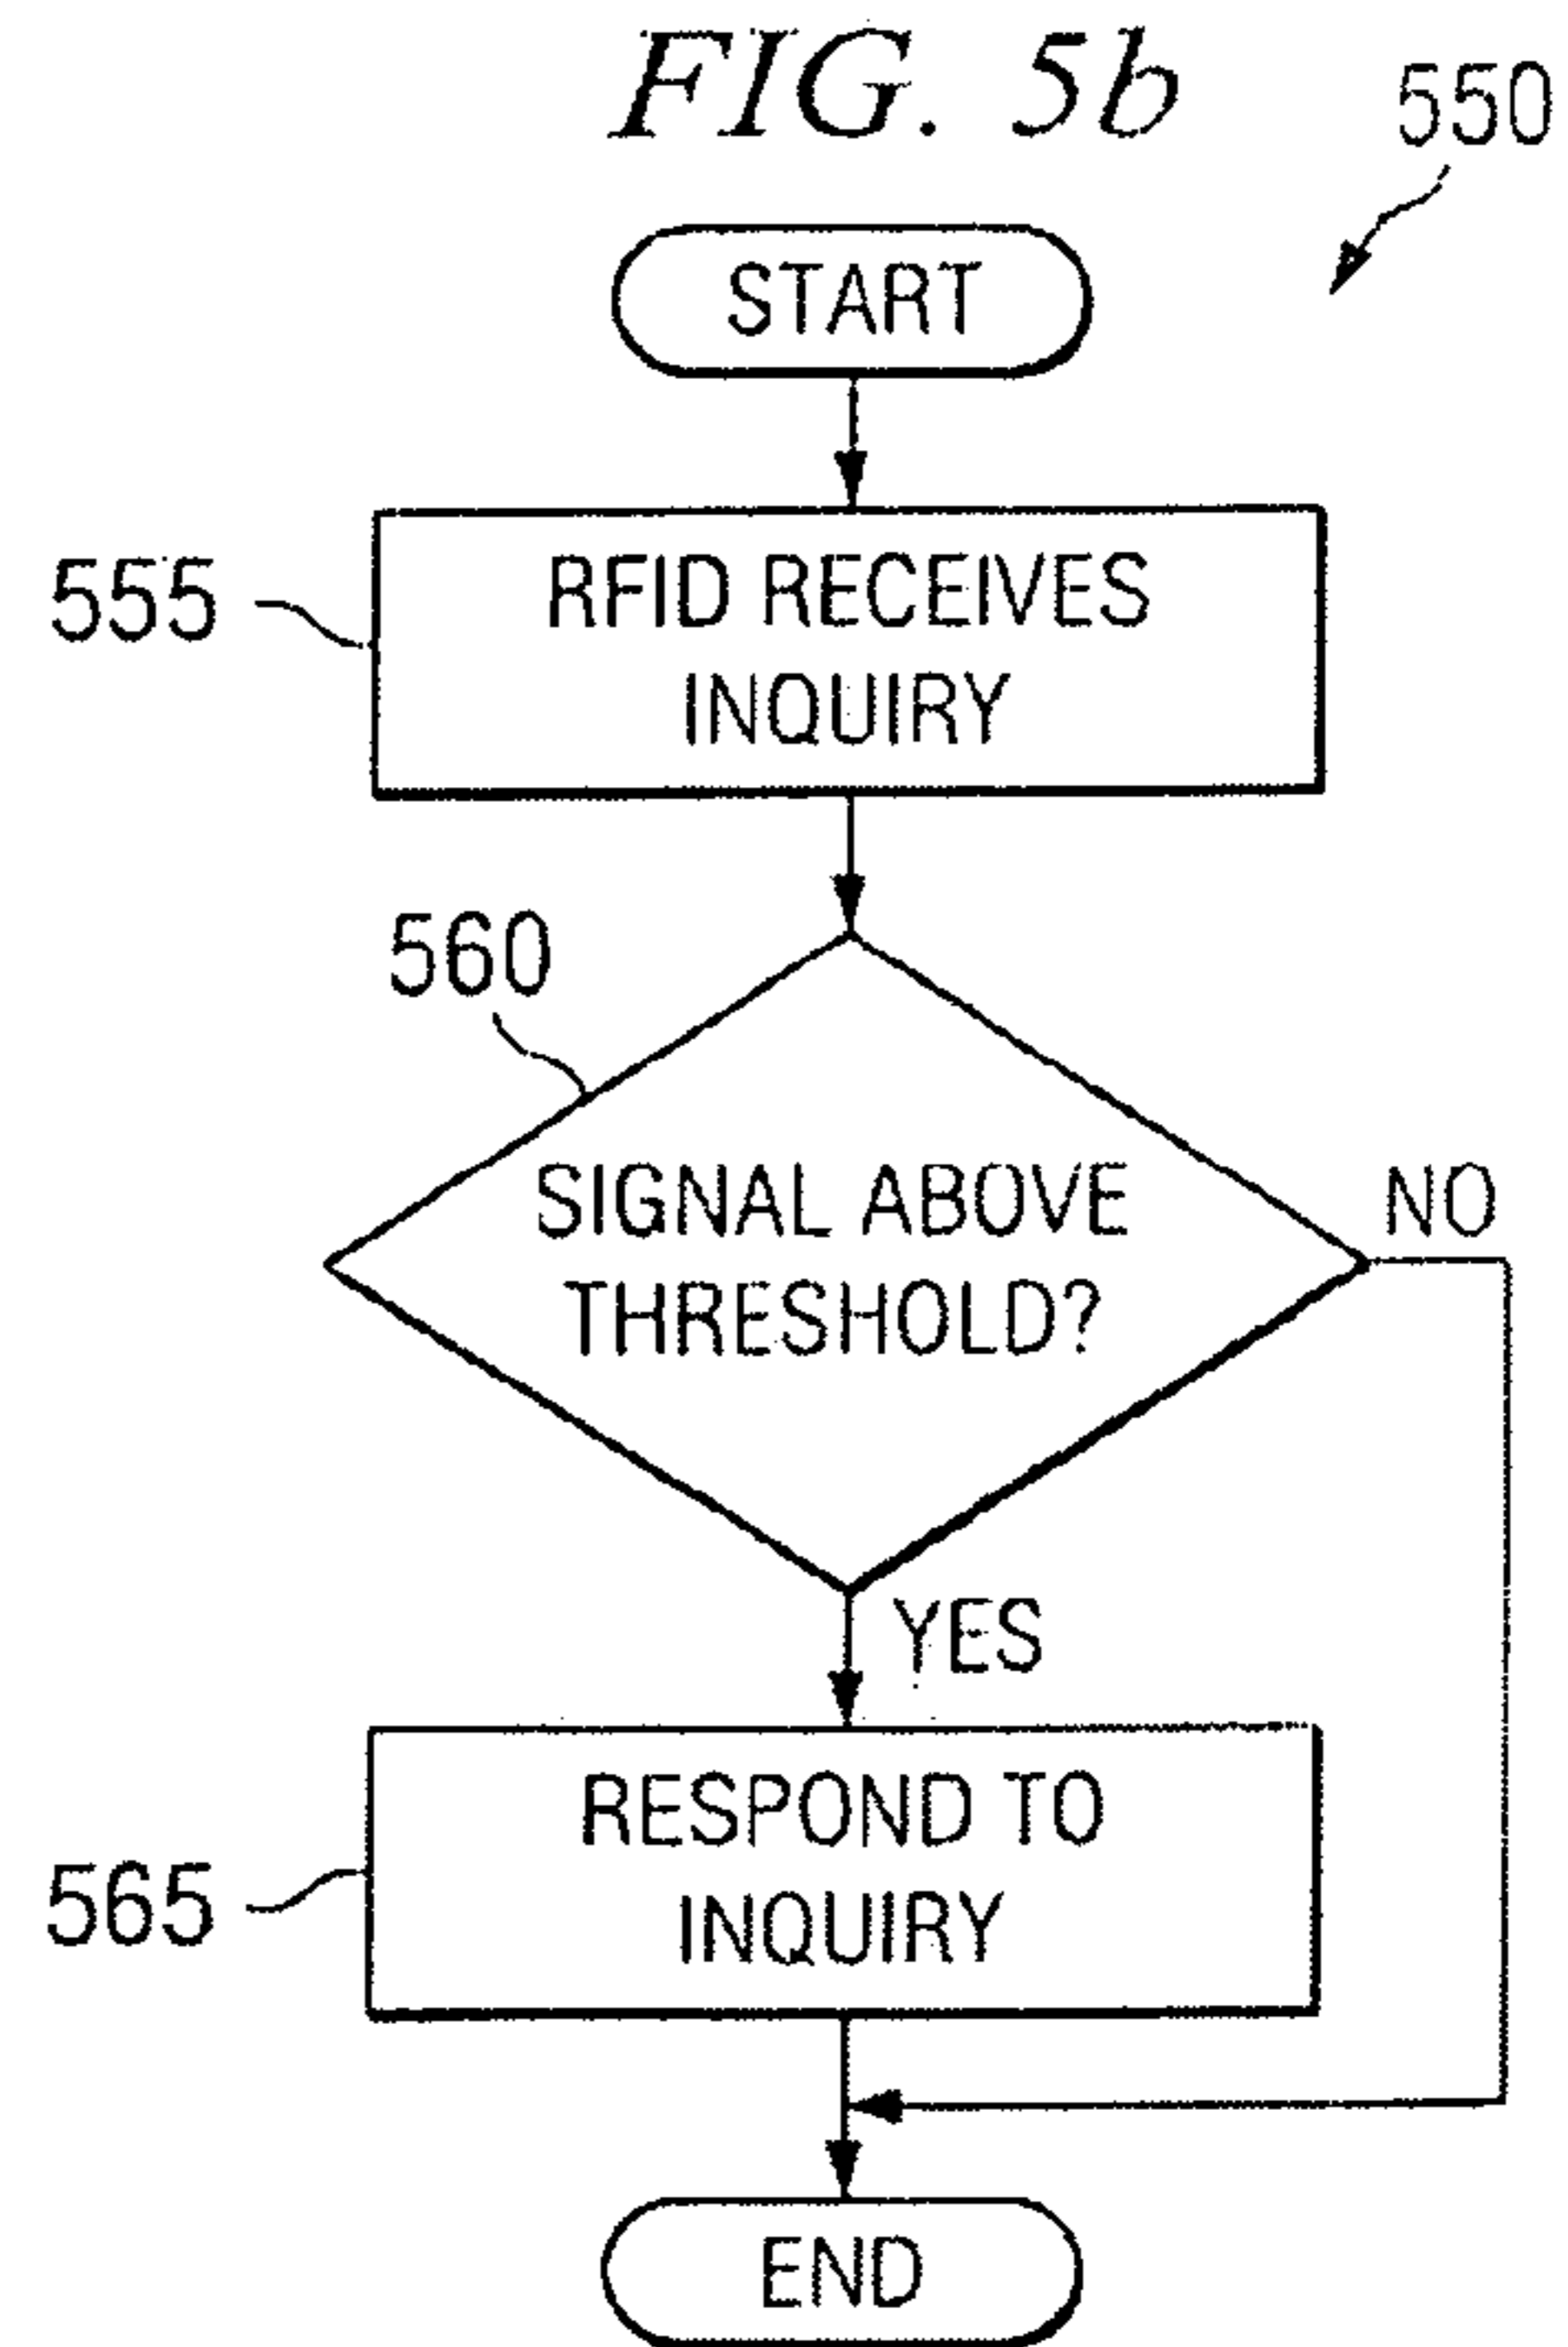 FIG. 5b
550
START
555
RFID RECEIVES
INQUIRY
560
SIGNAL ABOVE
THRESHOLD?
NO
YES
565
RESPOND TO
INQUIRY
END